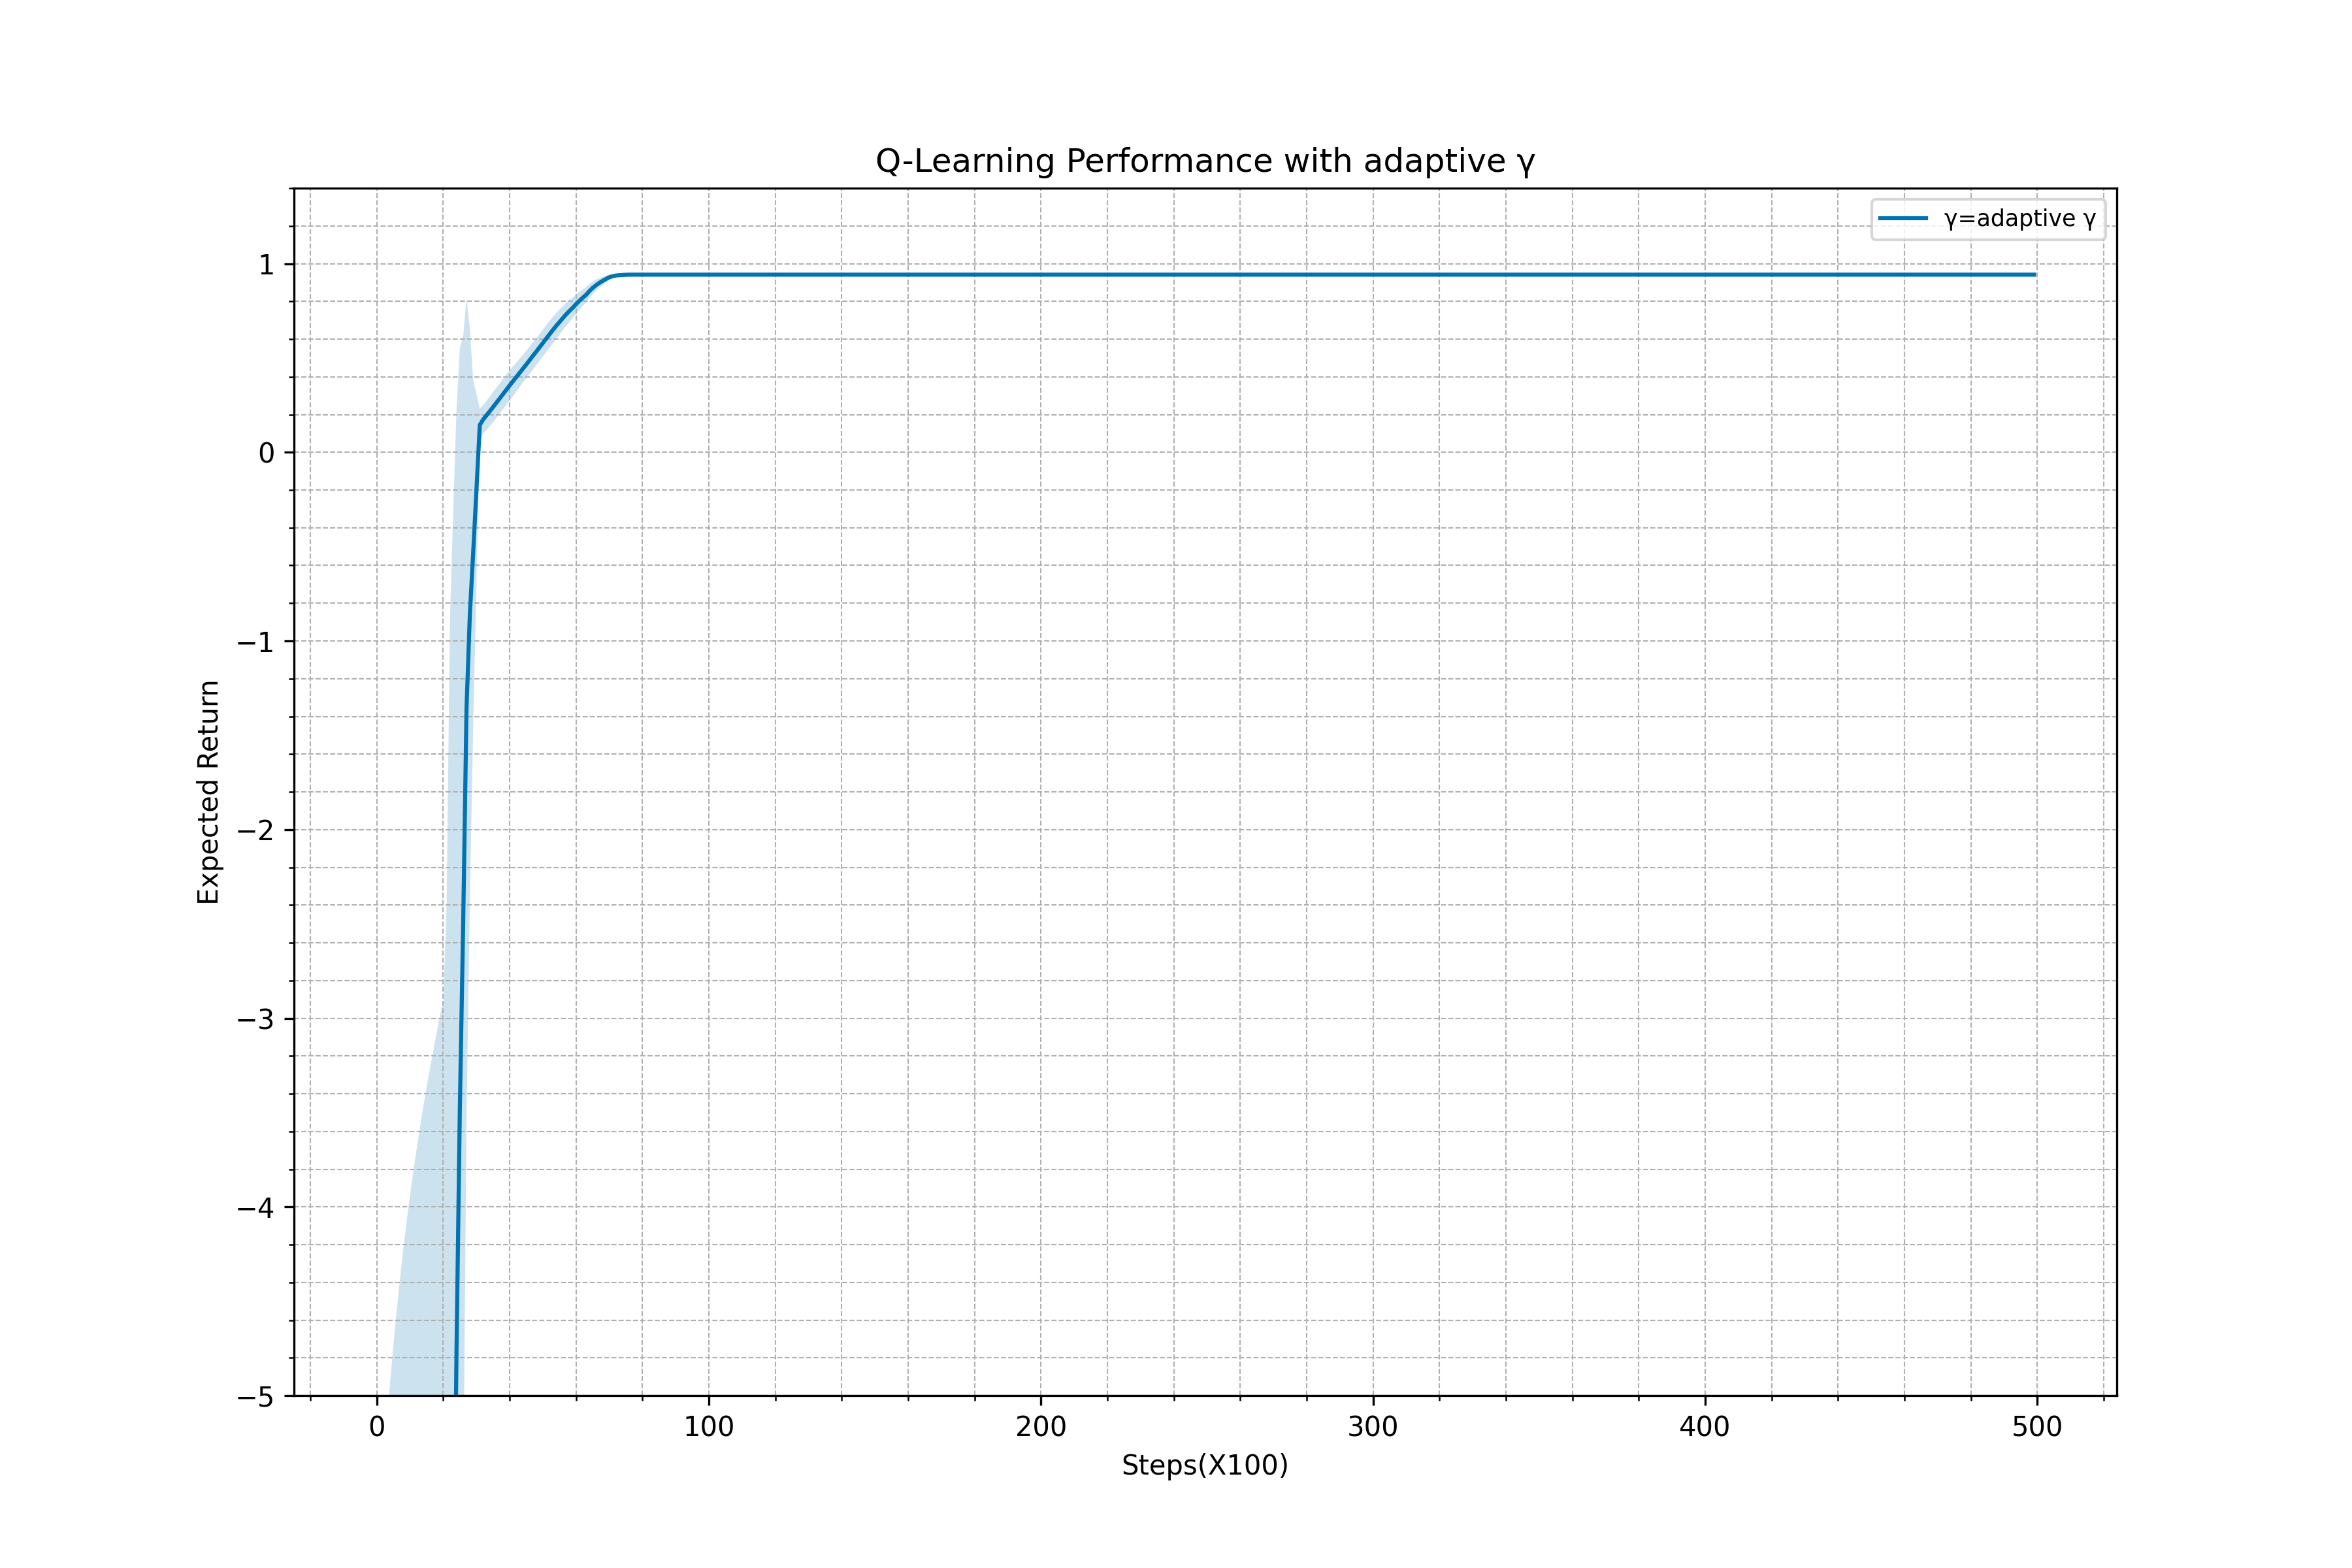 Q-Learning Performance with adaptive γ
γ=adaptive γ
1
0
−1
−2
−3
−4
−5
Expected Return
0 100 200 300 400 500
Steps(X100)